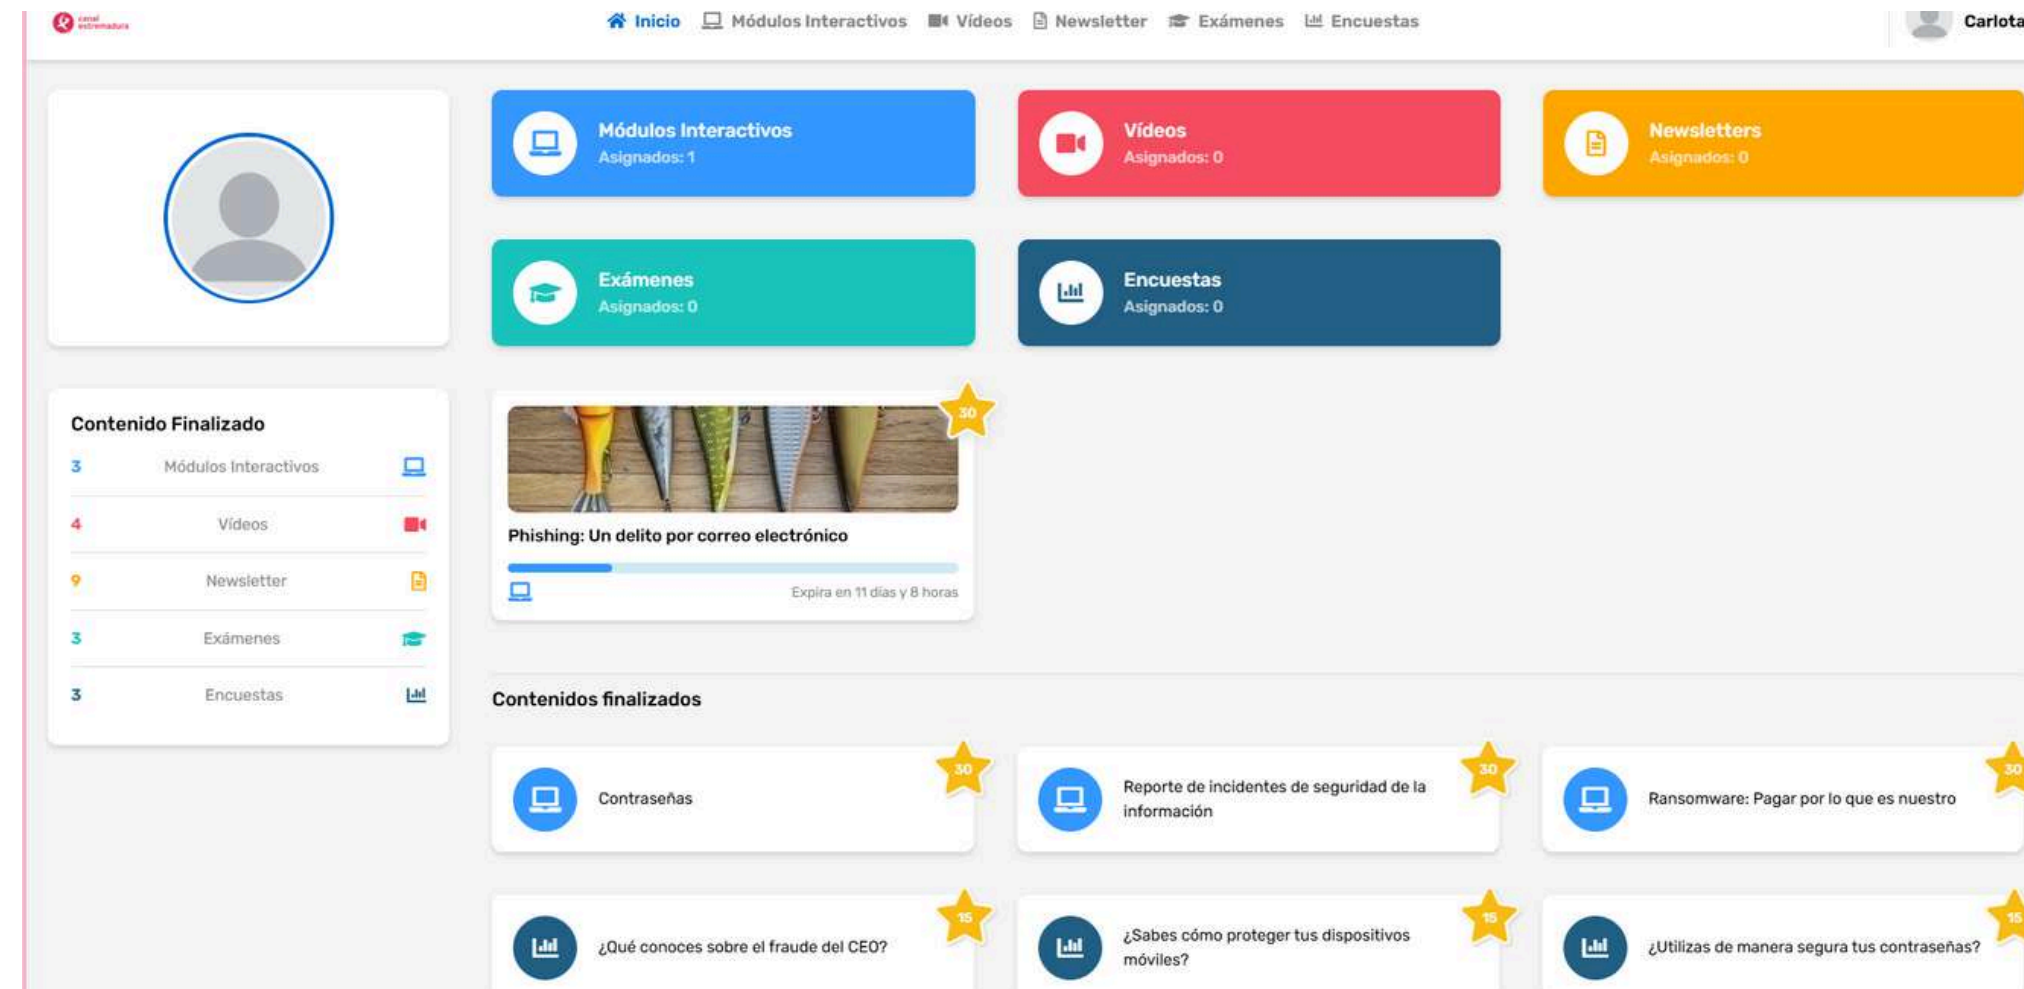 canal
extremadura
Inicio
Módulos Interactivos
Vídeos
Newsletter
Exámenes
Encuestas
Carlota
Módulos Interactivos
Asignados: 1
Vídeos
Asignados: 0
Newsletters
Asignados: 0
Exámenes
Asignados: 0
Encuestas
Asignados: 0
Contenido Finalizado
3 Módulos Interactivos
4 Vídeos
9 Newsletter
3 Exámenes
3 Encuestas
30
Phishing: Un delito por correo electrónico
Expira en 11 días y 8 horas
Contenidos finalizados
30
Contraseñas
30
Reporte de incidentes de seguridad de la
información
30
Ransomware: Pagar por lo que es nuestro
15
¿Qué conoces sobre el fraude del CEO?
15
¿Sabes cómo proteger tus dispositivos
móviles?
15
¿Utilizas de manera segura tus contraseñas?